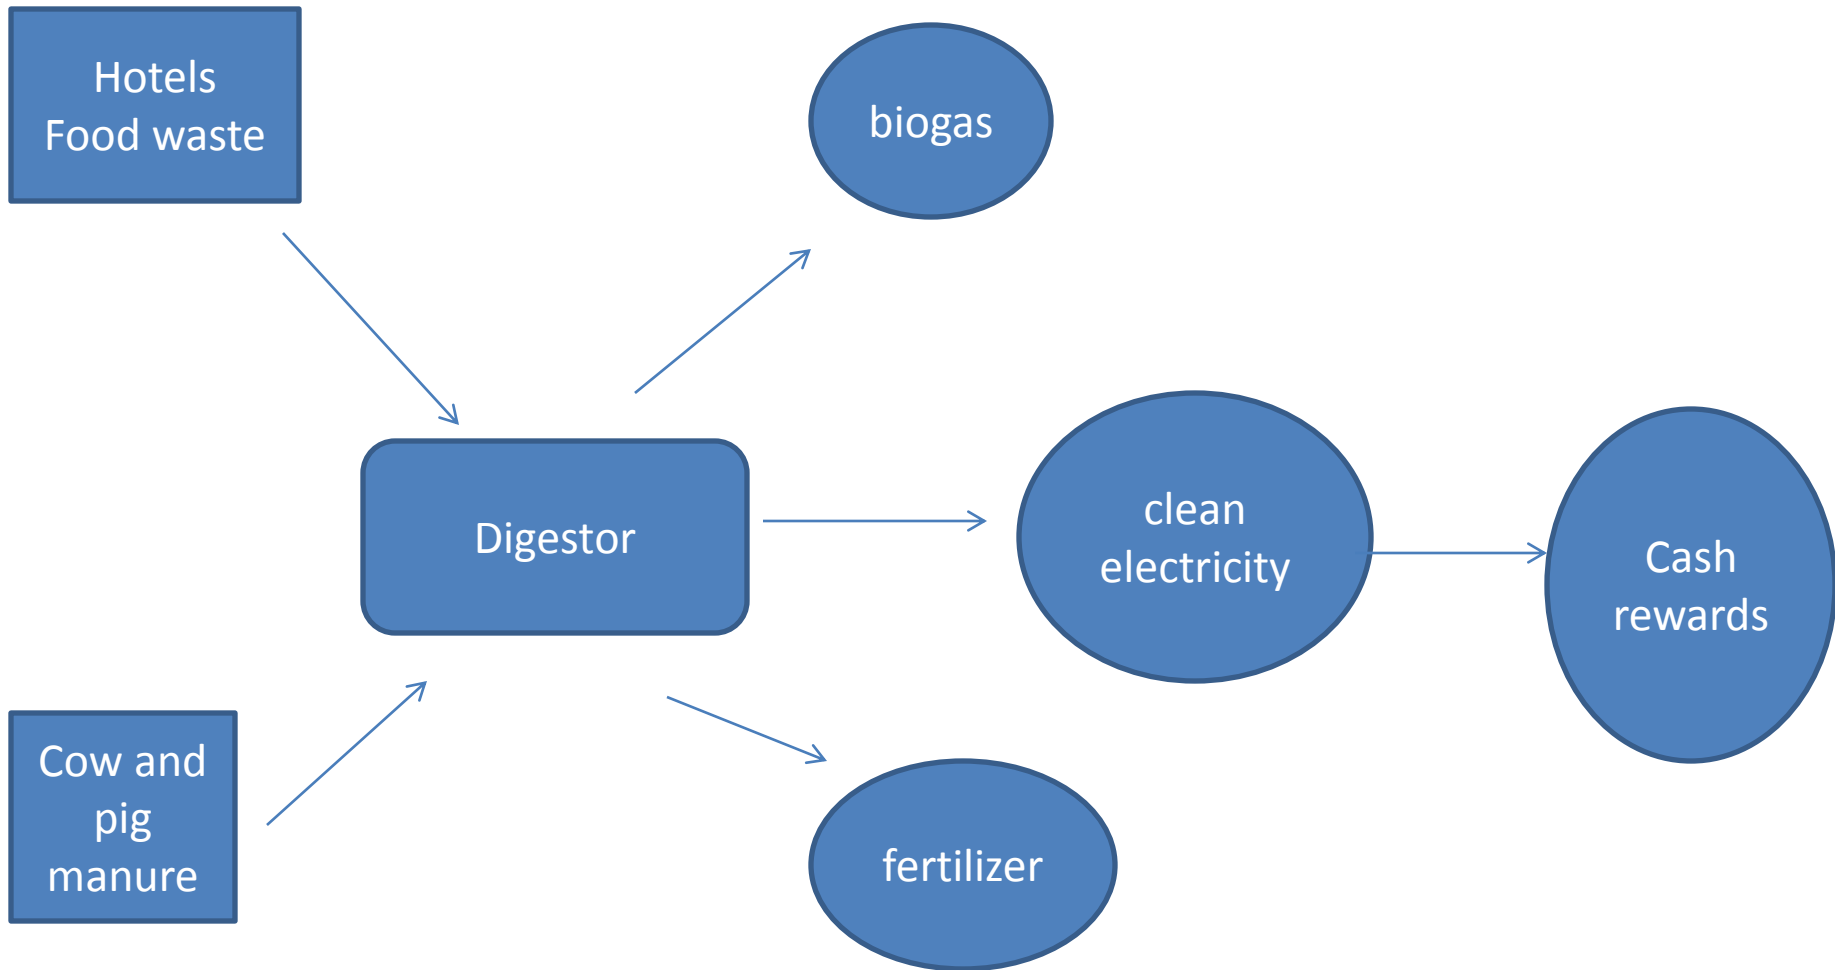 Hotels
Food waste
biogas
Digestor
clean
electricity
Cash
rewards
Cow and
pig
manure
fertilizer